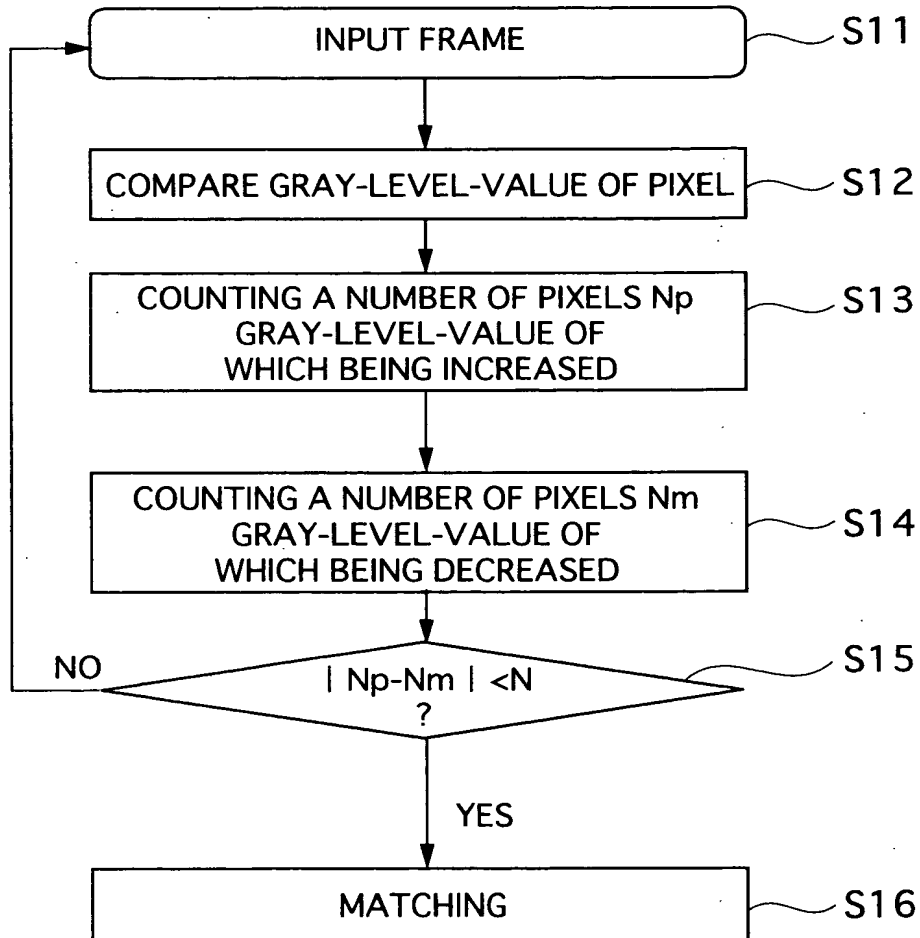 INPUT FRAME
S11
COMPARE GRAY-LEVEL-VALUE OF PIXEL
S12
COUNTING A NUMBER OF PIXELS Np
GRAY-LEVEL-VALUE OF
WHICH BEING INCREASED
S13
COUNTING A NUMBER OF PIXELS Nm
GRAY-LEVEL-VALUE OF
WHICH BEING DECREASED
S14
NO
| Np-Nm | <N
?
S15
YES
MATCHING
S16